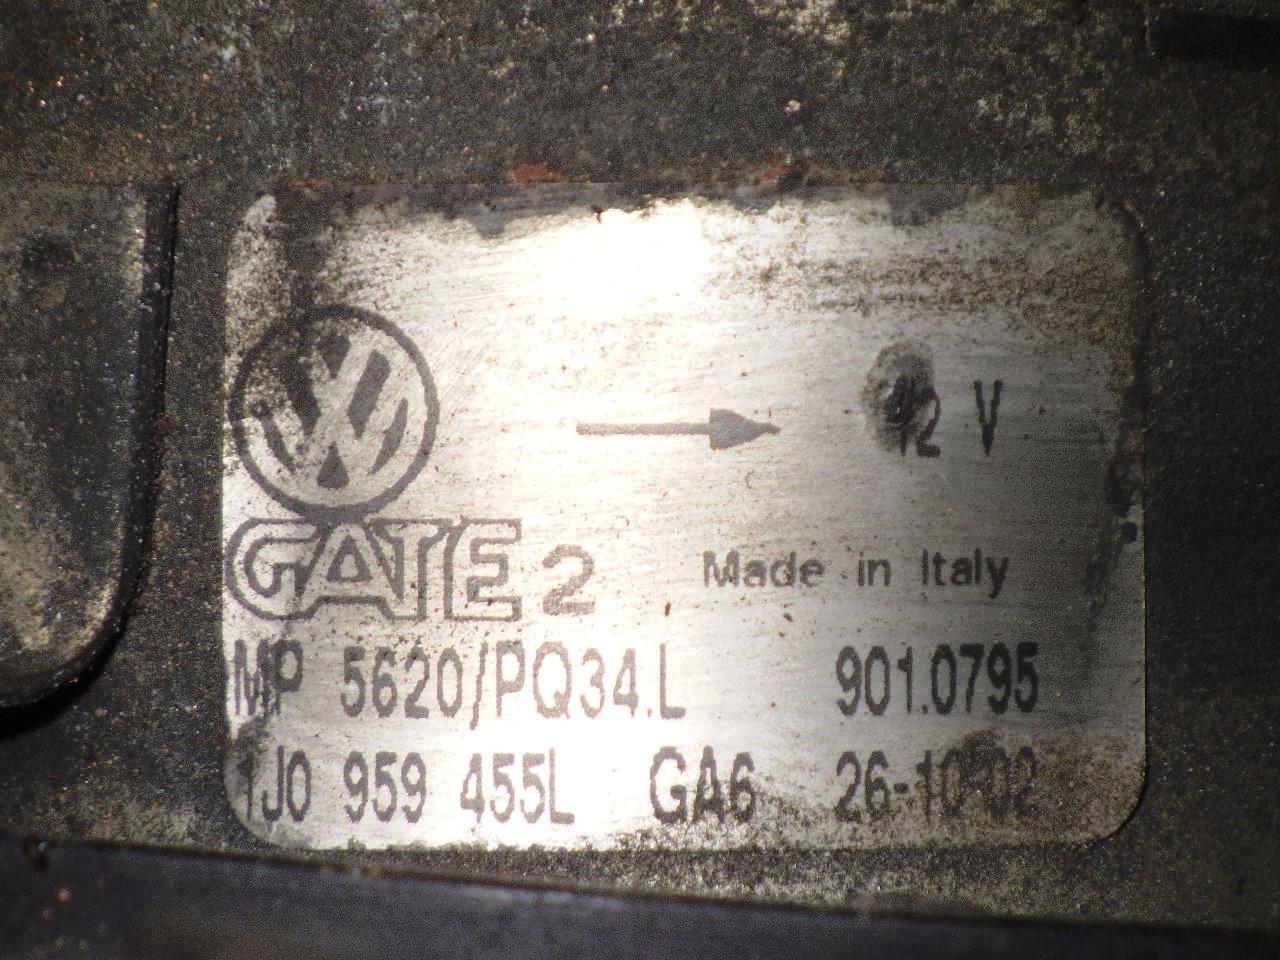 12 V
GATE 2 Made in Italy
MP 5620/PQ34.L 901.0795
1J0 959 455L GA6 26-10-02